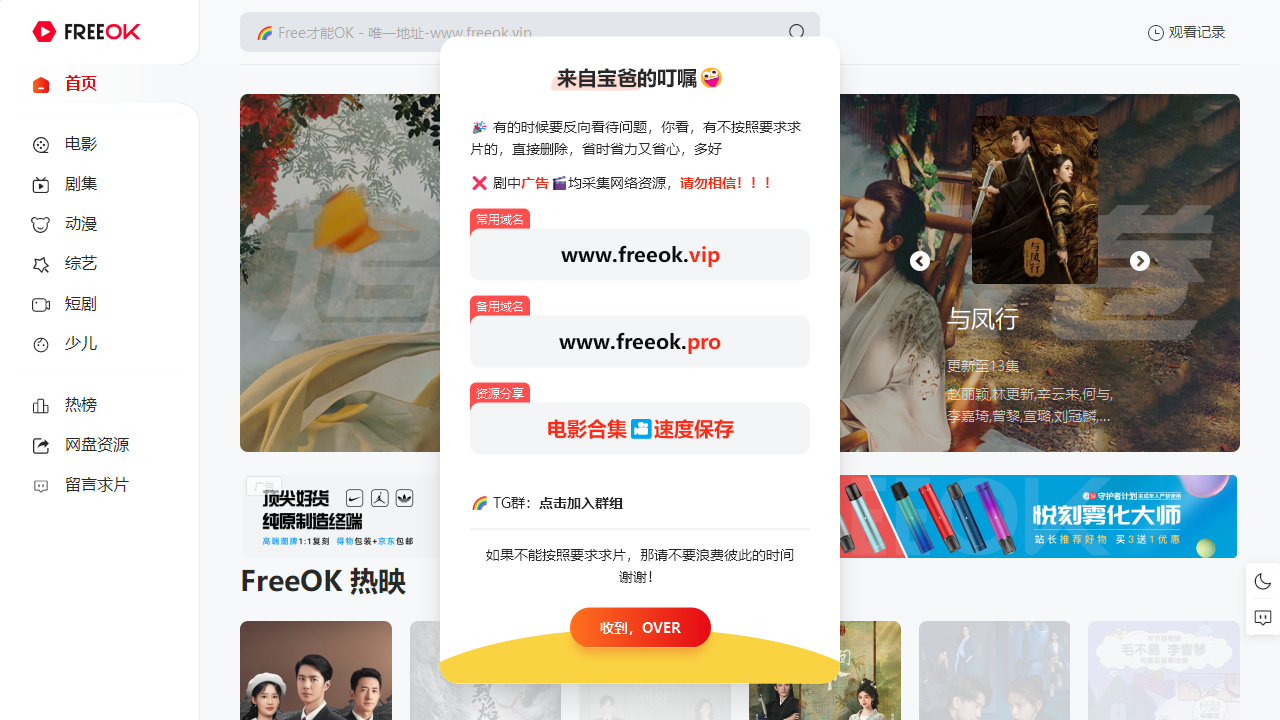 FREEOK
🌈 Free才能OK - 唯一地址-www.freeok.vip
观看记录
首页
电影
剧集
动漫
综艺
短剧
少儿
热榜
网盘资源
留言求片
来自宝爸的叮嘱🤪
🎉 有的时候要反向看待问题，你看，有不按照要求求
片的，直接删除，省时省力又省心，多好
❌ 剧中广告🎬均采集网络资源，请勿相信！！！
常用域名
www.freeok.vip
备用域名
www.freeok.pro
资源分享
电影合集🎦速度保存
🌈 TG群：点击加入群组
如果不能按照要求求片，那请不要浪费彼此的时间
谢谢！
收到，OVER
与凤行
与凤行
更新至13集
赵丽颖,林更新,辛云来,何与,
李嘉琦,曾黎,宣璐,刘冠麟,...
广告
顶尖好货
纯原制造终端
高端潮牌1:1复刻 得物包装+京东包邮
守护者计划 未成年人严禁使用
悦刻雾化大师
站长推荐好物 买3送1优惠
FreeOK 热映
毛不易 李雪琴